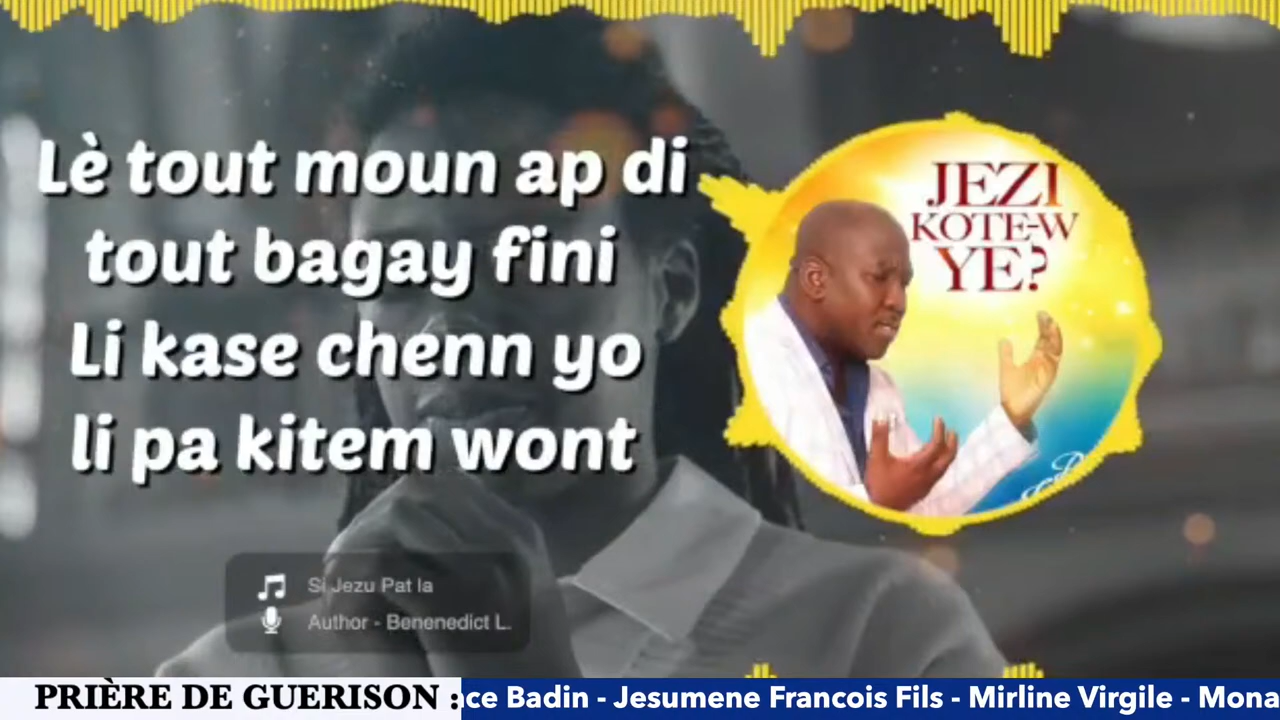 Lè tout moun ap di
tout bagay fini
Li kase chenn yo
li pa kitem wont
JEZI
KOTE-W
YE?
Si Jezu Pat la
Author - Benenedict L.
PRIÈRE DE GUERISON :
ce Badin - Jesumene Francois Fils - Mirline Virgile - Mona